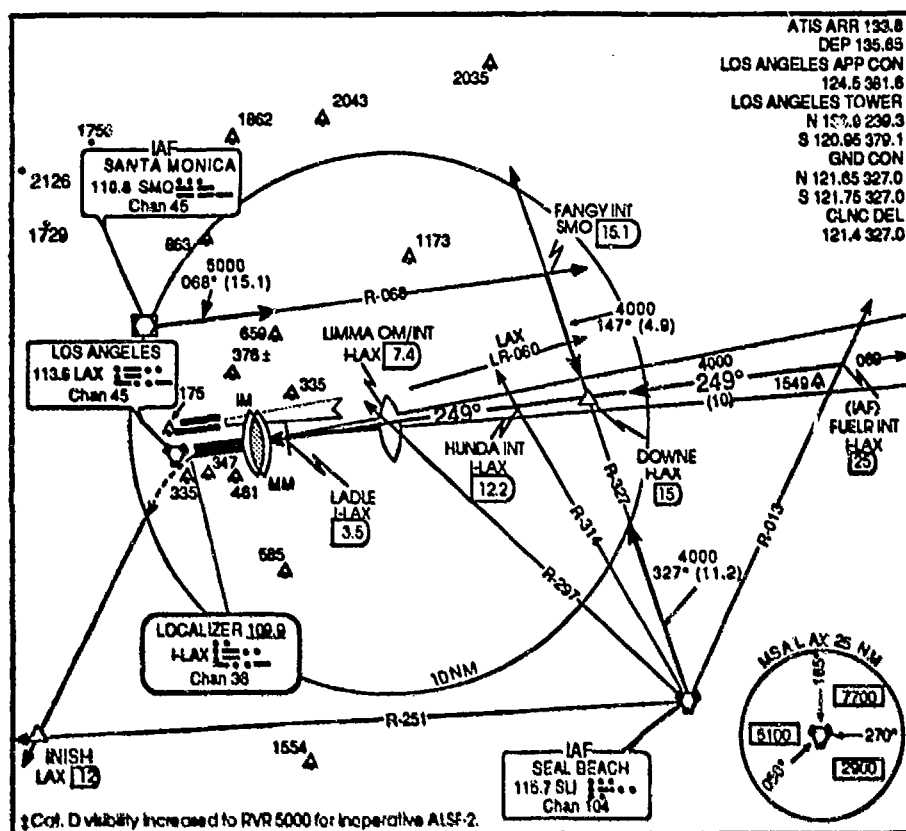 ATIS ARR 133.8
DEP 135.65
LOS ANGELES APP CON
124.5 381.6
LOS ANGELES TOWER
N 239.3
S 120.95 379.1
GND CON
N 121.65 327.0
S 121.75 327.0
CLNC DEL
121.4 327.0
2035
2043
1862
1750
2126
1729
IAF
SANTA MONICA
110.8 SMO
Chan 45
863
1173
FANGY INT
SMO 15.1
5000
068° (15.1)
R-068
4000
147° (4.9)
LOS ANGELES
113.6 LAX
Chan 45
659
376±
335
175
IM
LIMMA OM/INT
I-LAX 7.4
LAX
LR-060
4000
249°
069
1549
(10)
249°
(IAF)
FUELR INT
I-LAX
25
HUNDA INT
I-LAX
12.2
DOWNE
I-LAX
15
347
335
461
MM
LADLE
I-LAX
3.5
R-327
R-314
R-297
R-013
4000
327° (11.2)
585
LOCALIZER 109.9
I-LAX
Chan 36
10 NM
R-251
INISH
LAX 12
1554
IAF
SEAL BEACH
115.7 SLI
Chan 104
MSA LAX 25 NM
165°
7700
5100
270°
050°
2900
‡Cat. D visibility increased to RVR 5000 for inoperative ALSF-2.